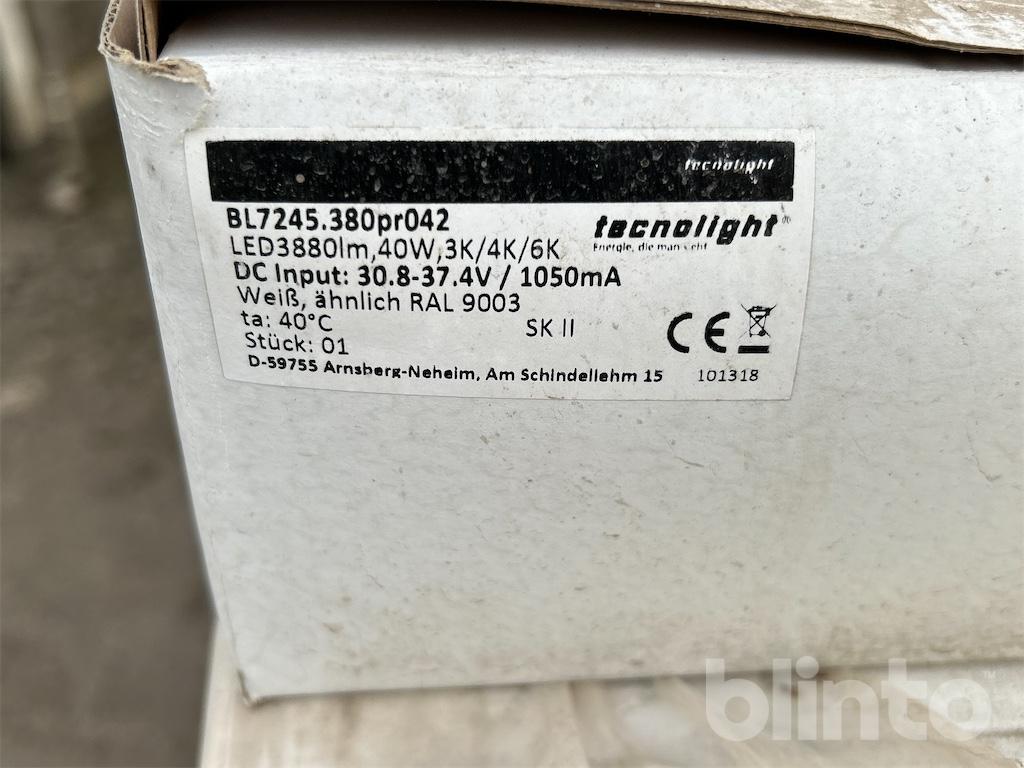 tecnolight
BL7245.380pr042
tecnolight®
LED3880lm,40W,3K/4K/6K
Energie, die man sieht
DC Input: 30.8-37.4V / 1050mA
Weiß, ähnlich RAL 9003
ta: 40°C
SK II
CE
Stück: 01
D-59755 Arnsberg-Neheim, Am Schindellehm 15
101318
blinto™